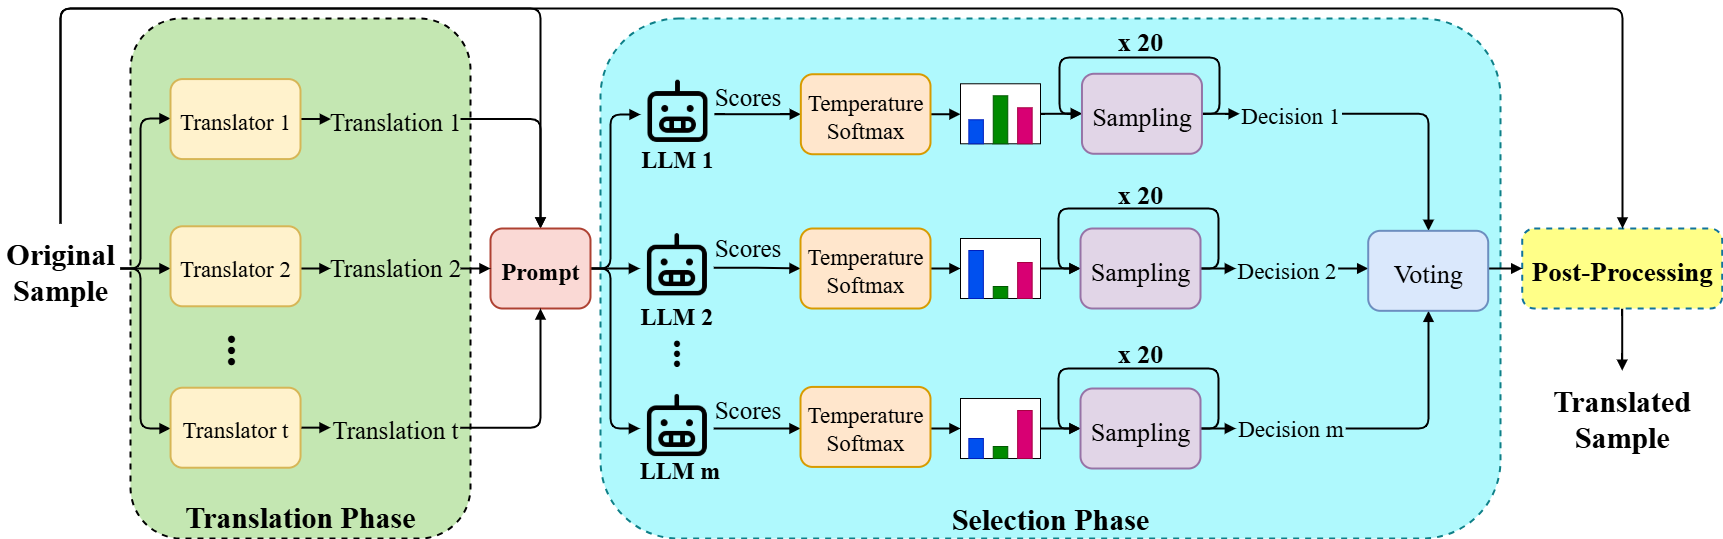 Original
Sample
Translator 1
Translation 1
Translator 2
Translation 2
Translator t
Translation t
Translation Phase
Prompt
LLM 1
Scores
Temperature
Softmax
x 20
Sampling
Decision 1
LLM 2
Scores
Temperature
Softmax
x 20
Sampling
Decision 2
LLM m
Scores
Temperature
Softmax
x 20
Sampling
Decision m
Voting
Selection Phase
Post-Processing
Translated
Sample